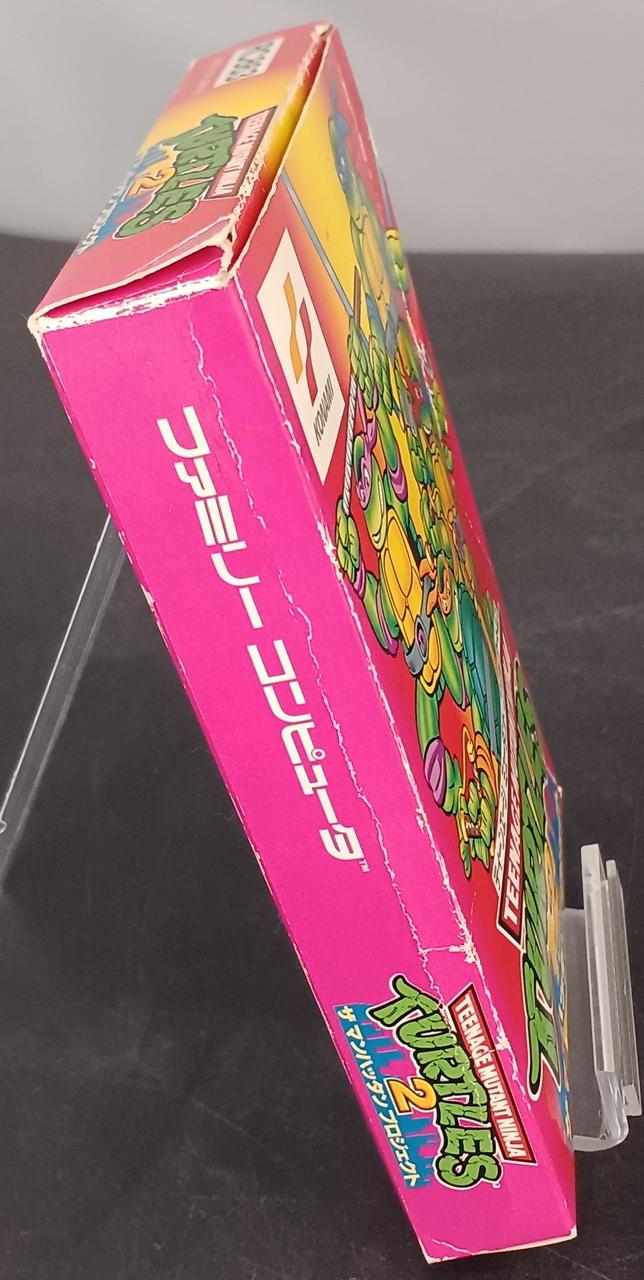 TEENAGE MUTANT NINJA
TURTLES
2
KONAMI
ファミリー コンピュータ™
TEENAGE MUTANT NINJA
TURTLES
2
ザ マンハッタン プロジェクト